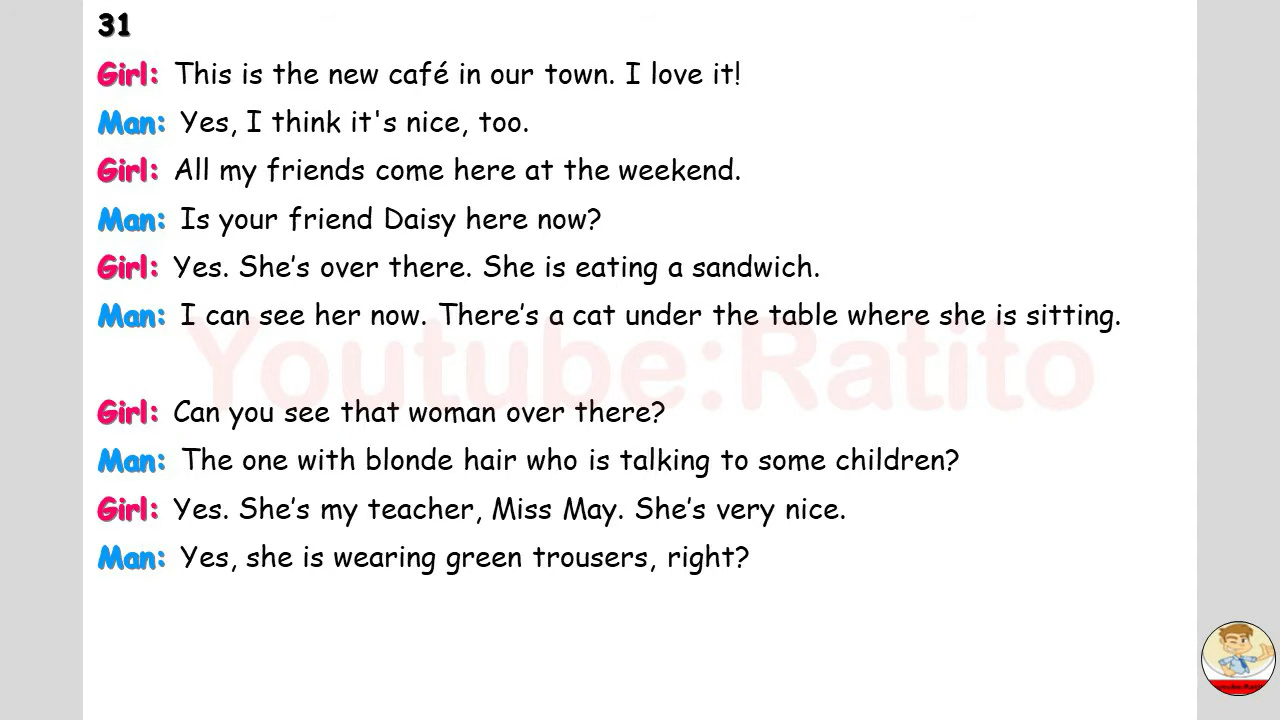 31
Girl: This is the new café in our town. I love it!
Man: Yes, I think it's nice, too.
Girl: All my friends come here at the weekend.
Man: Is your friend Daisy here now?
Girl: Yes. She’s over there. She is eating a sandwich.
Man: I can see her now. There’s a cat under the table where she is sitting.
Youtube:Ratito
Girl: Can you see that woman over there?
Man: The one with blonde hair who is talking to some children?
Girl: Yes. She’s my teacher, Miss May. She’s very nice.
Man: Yes, she is wearing green trousers, right?